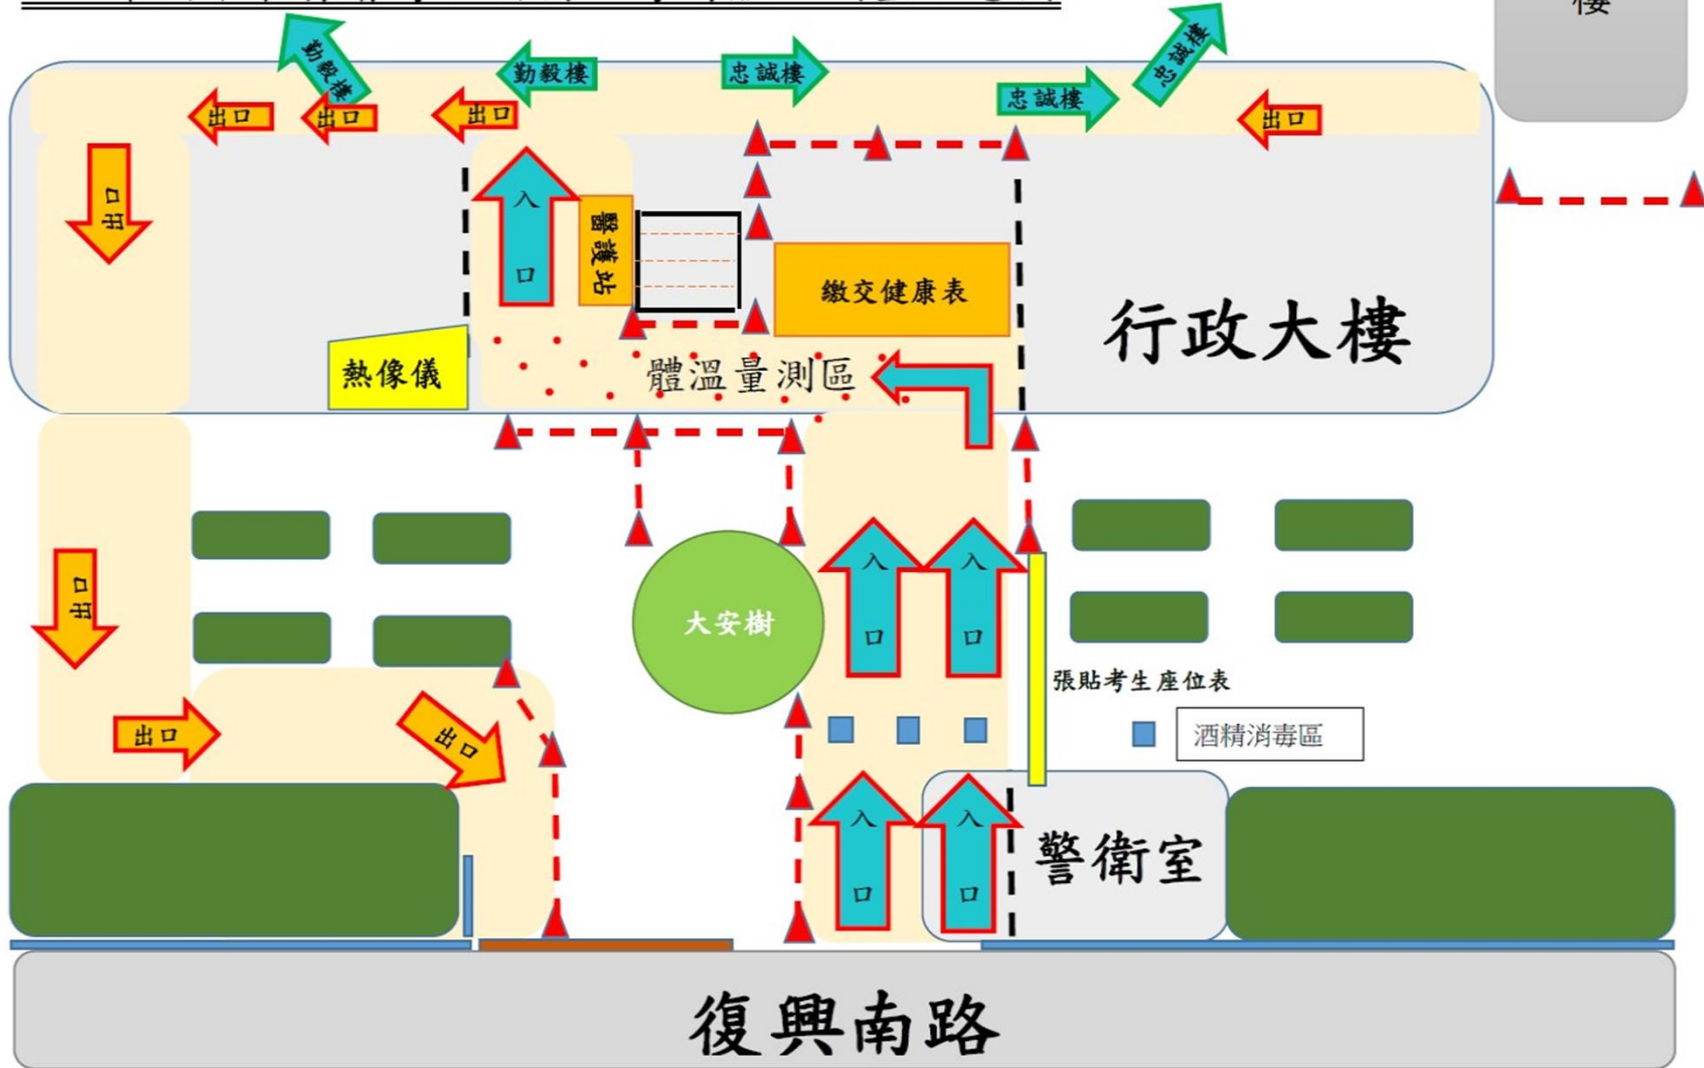 樓
勤毅樓
勤毅樓
忠誠樓
忠誠樓
忠誠樓
出口
出口
出口
出口
出口
入口
醫護站
繳交健康表
行政大樓
熱像儀
體溫量測區
出口
入口
入口
大安樹
張貼考生座位表
出口
出口
酒精消毒區
入口
入口
警衛室
復興南路